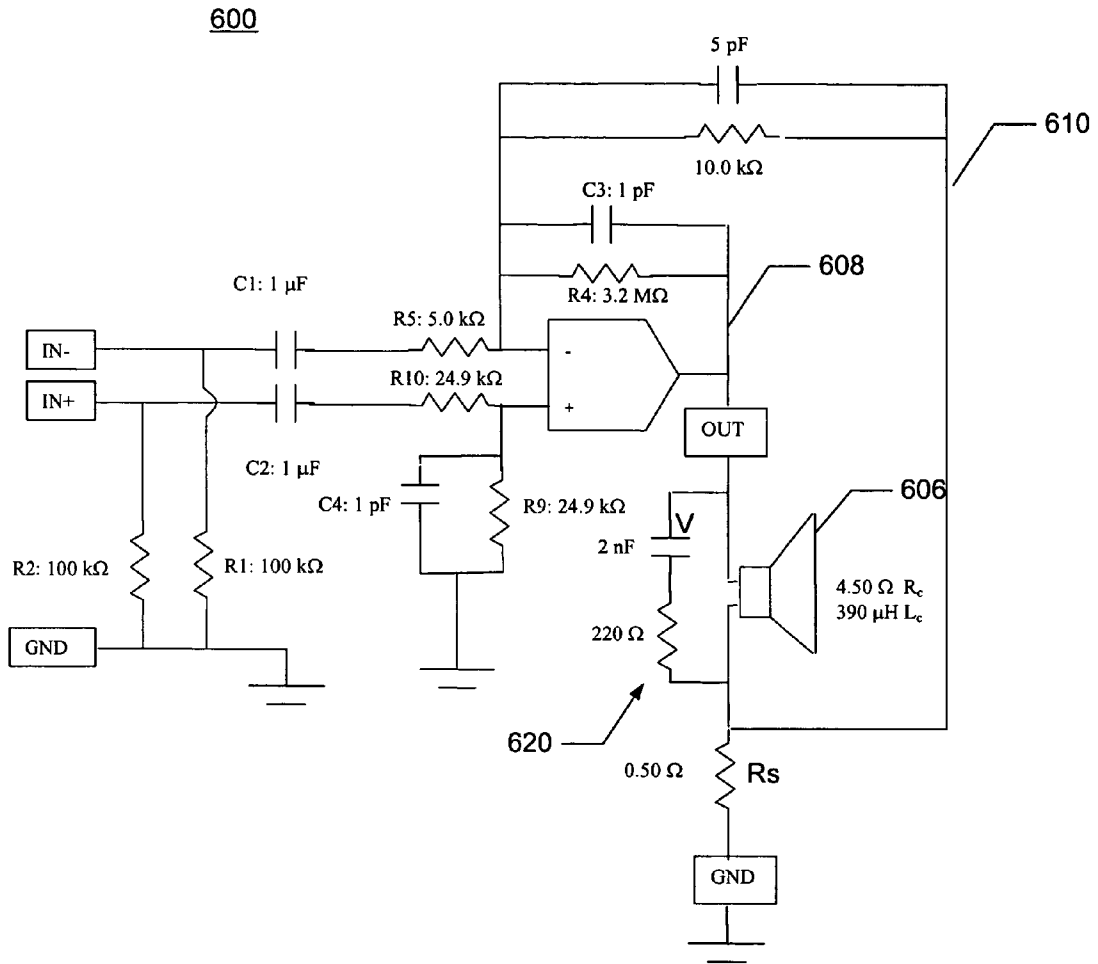 600
5 pF
610
10.0 kΩ
C3: 1 pF
608
R4: 3.2 MΩ
C1: 1 µF
R5: 5.0 kΩ
IN-
-
R10: 24.9 kΩ
IN+
+
OUT
C2: 1 µF
606
C4: 1 pF
R9: 24.9 kΩ
V
2 nF
R2: 100 kΩ
R1: 100 kΩ
4.50 Ω Rc
390 µH Lc
220 Ω
GND
620
0.50 Ω
Rs
GND